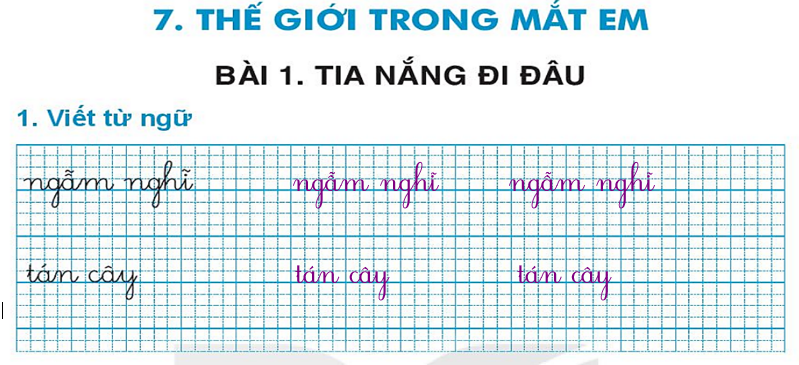 7. THẾ GIỚI TRONG MẮT EM
BÀI 1. TIA NẮNG ĐI ĐÂU
1. Viết từ ngữ
ngẫm nghĩ ngẫm nghĩ ngẫm nghĩ
tán cây tán cây tán cây